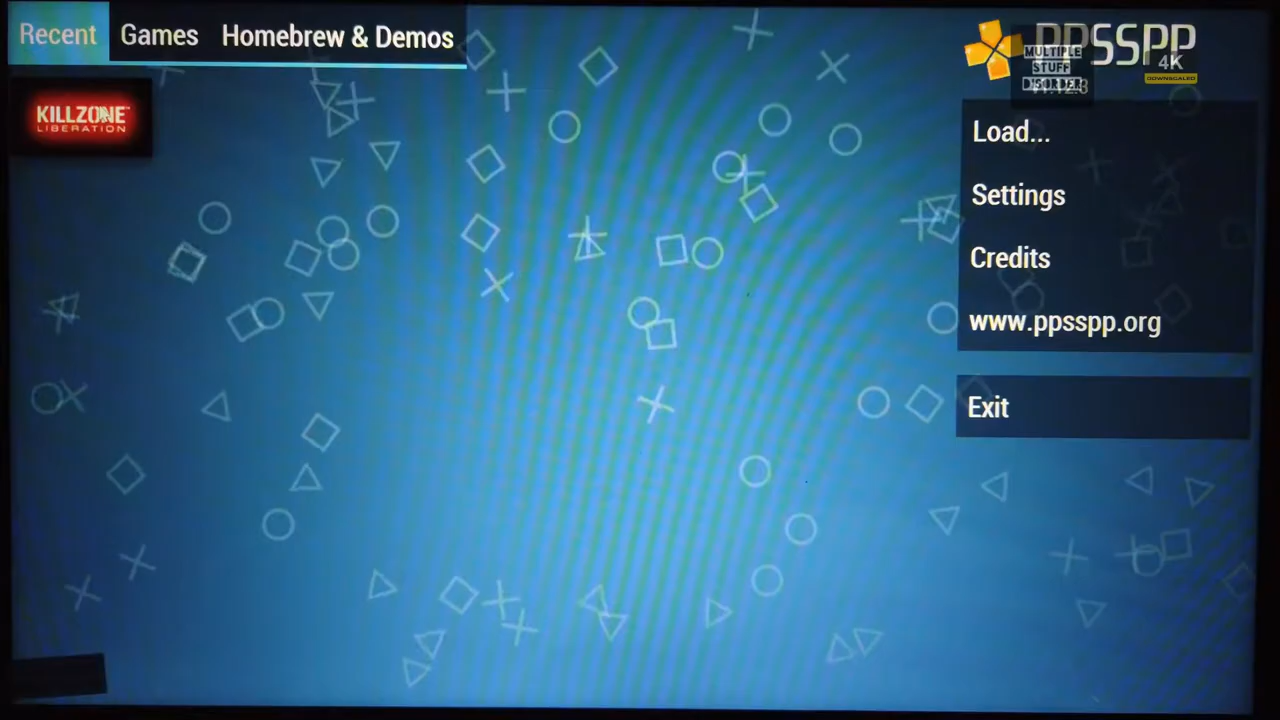 Recent Games Homebrew & Demos
PPSSPP
4K
DOWNSCALED
MULTIPLE
STUFF
DISORDER
KILLZONE
LIBERATION
Load...
Settings
Credits
www.ppsspp.org
Exit